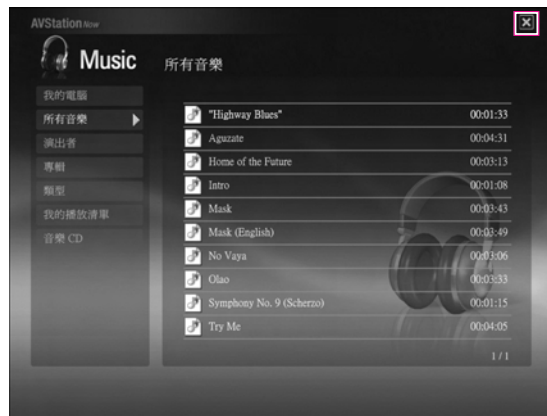 AVStation Now
Music
所有音樂
我的電腦
所有音樂
演出者
專輯
類型
我的播放清單
音樂 CD
"Highway Blues" 00:01:33
Aguzate 00:04:31
Home of the Future 00:03:13
Intro 00:01:08
Mask 00:03:43
Mask (English) 00:03:49
No Vaya 00:03:06
Olao 00:03:33
Symphony No. 9 (Scherzo) 00:01:15
Try Me 00:04:05
1 / 1